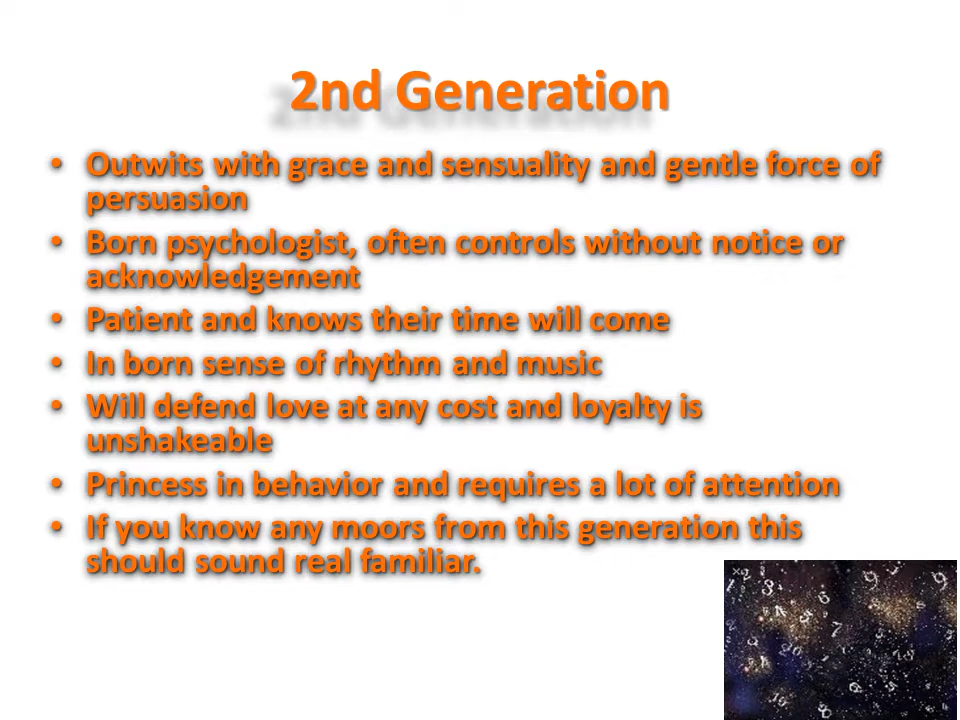 2nd Generation
• Outwits with grace and sensuality and gentle force of
persuasion
• Born psychologist, often controls without notice or
acknowledgement
• Patient and knows their time will come
• In born sense of rhythm and music
• Will defend love at any cost and loyalty is
unshakeable
• Princess in behavior and requires a lot of attention
• If you know any moors from this generation this
should sound real familiar.